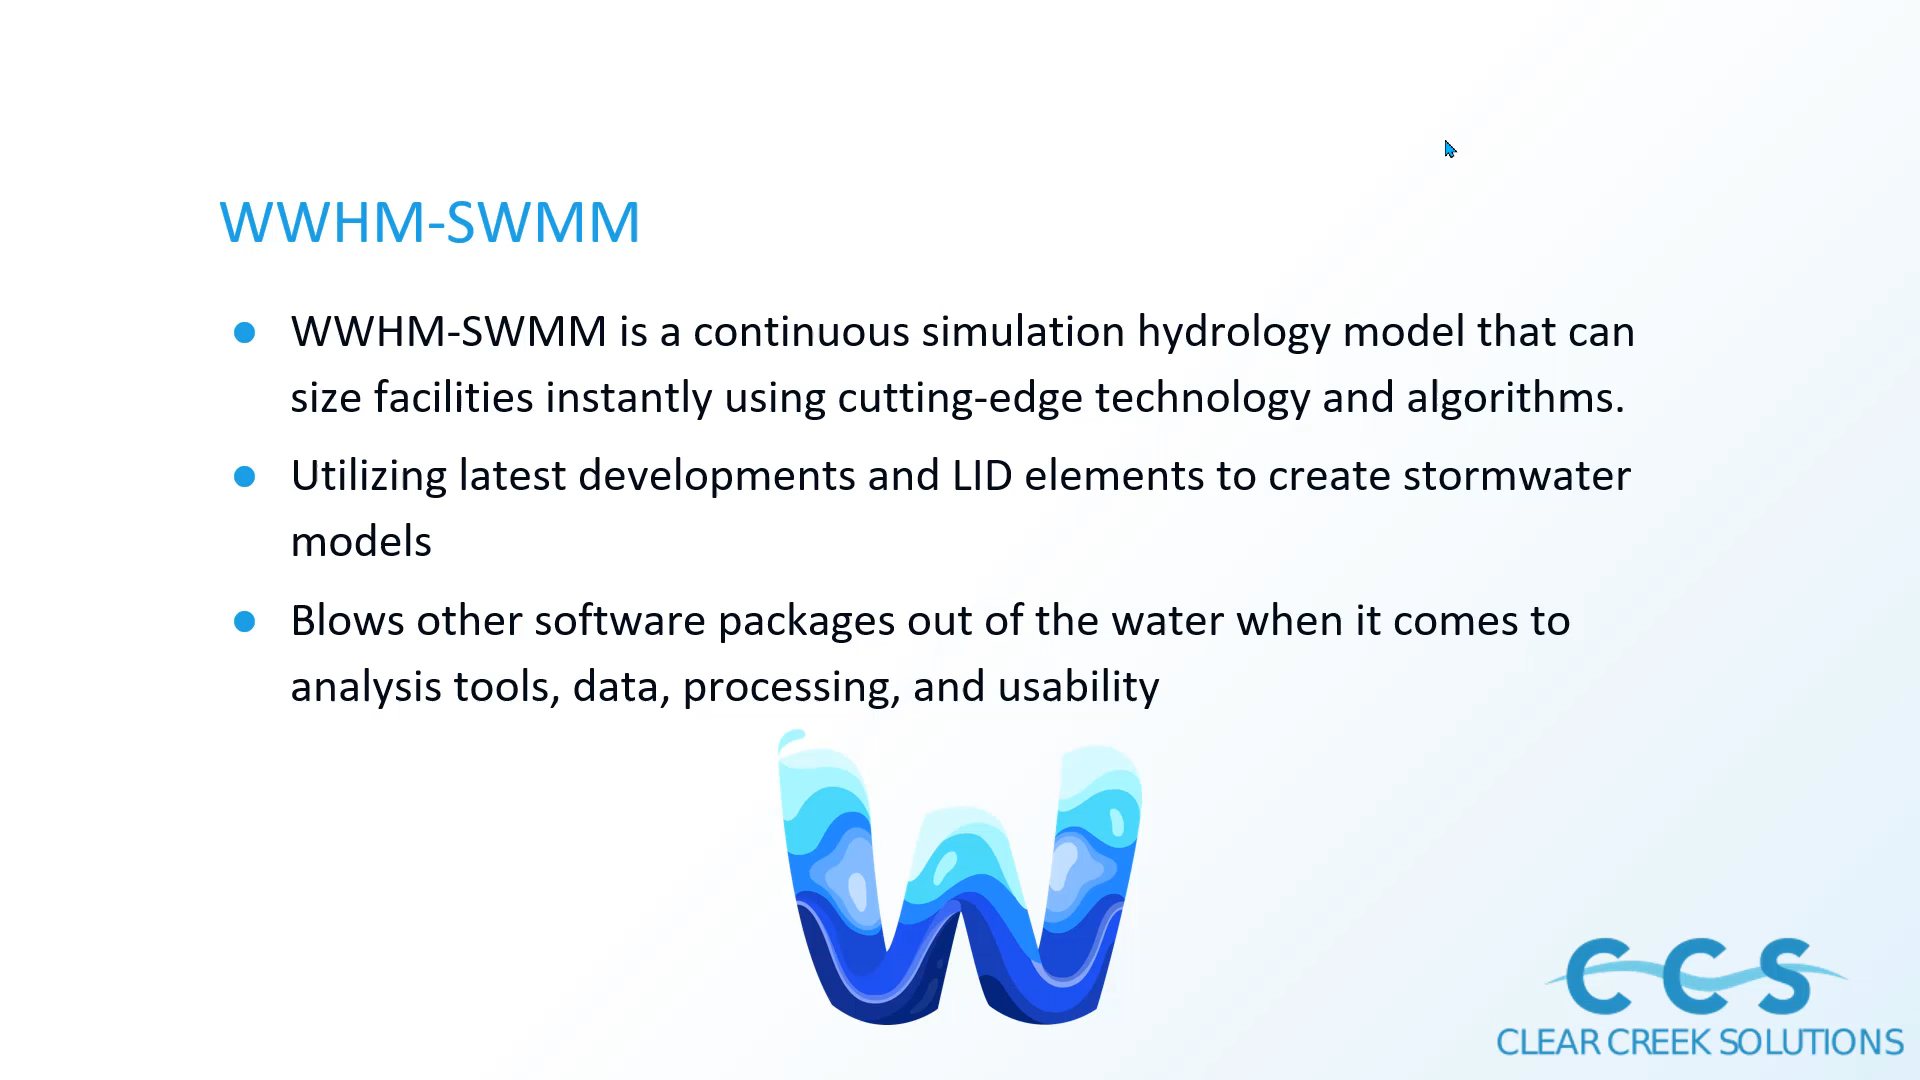 WWHM-SWMM
WWHM-SWMM is a continuous simulation hydrology model that can
size facilities instantly using cutting-edge technology and algorithms.
Utilizing latest developments and LID elements to create stormwater
models
Blows other software packages out of the water when it comes to
analysis tools, data, processing, and usability
W
CCS
CLEAR CREEK SOLUTIONS